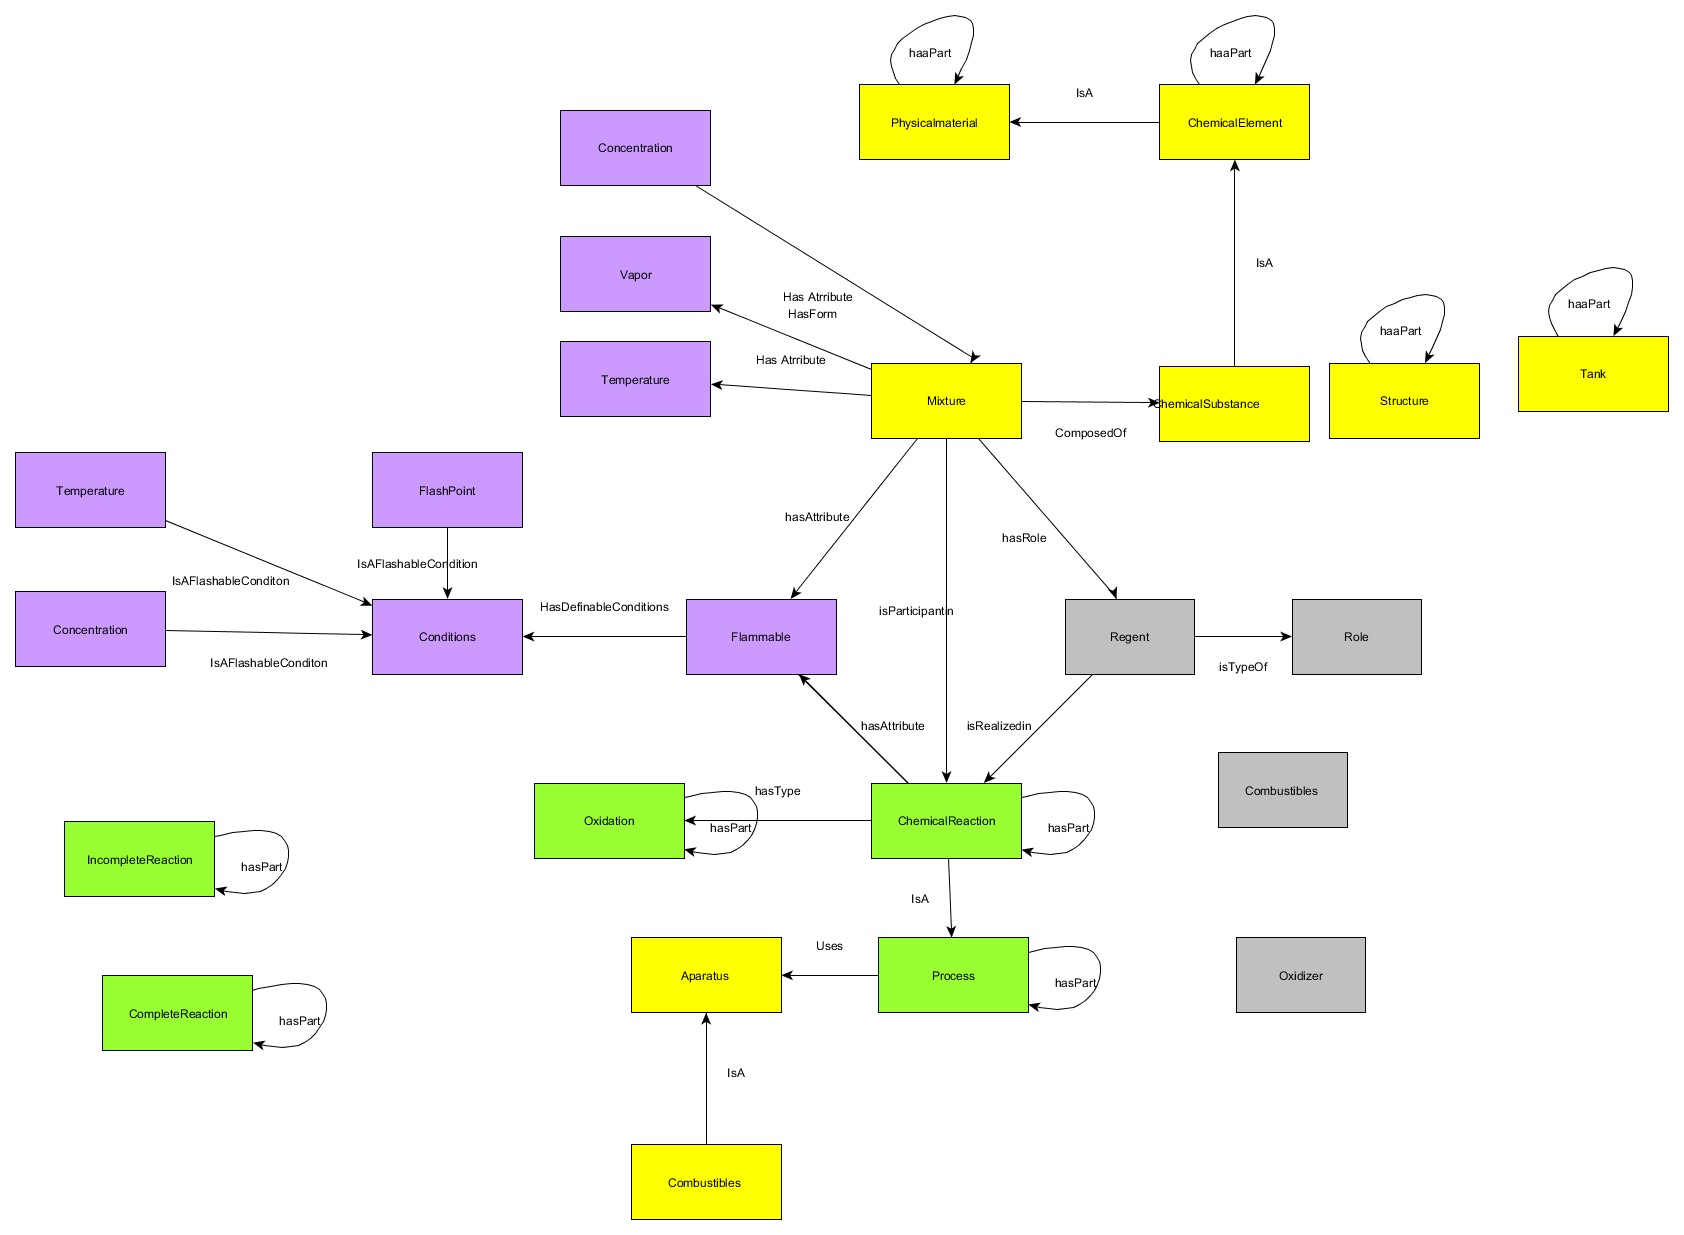 haaPart
haaPart
IsA
Physicalmaterial
ChemicalElement
Concentration
IsA
Vapor
Has Atrribute
HasForm
haaPart
haaPart
Has Atrribute
Temperature
Mixture
ChemicalSubstance
Structure
Tank
ComposedOf
Temperature
FlashPoint
hasAttribute
hasRole
IsAFlashableCondition
IsAFlashableConditon
HasDefinableConditions
isParticipantin
Concentration
Conditions
Flammable
Regent
Role
IsAFlashableConditon
isTypeOf
hasAttribute
isRealizedin
hasType
Combustibles
Oxidation
hasPart
ChemicalReaction
hasPart
IncompleteReaction
hasPart
IsA
Uses
Aparatus
Process
hasPart
Oxidizer
CompleteReaction
hasPart
IsA
Combustibles